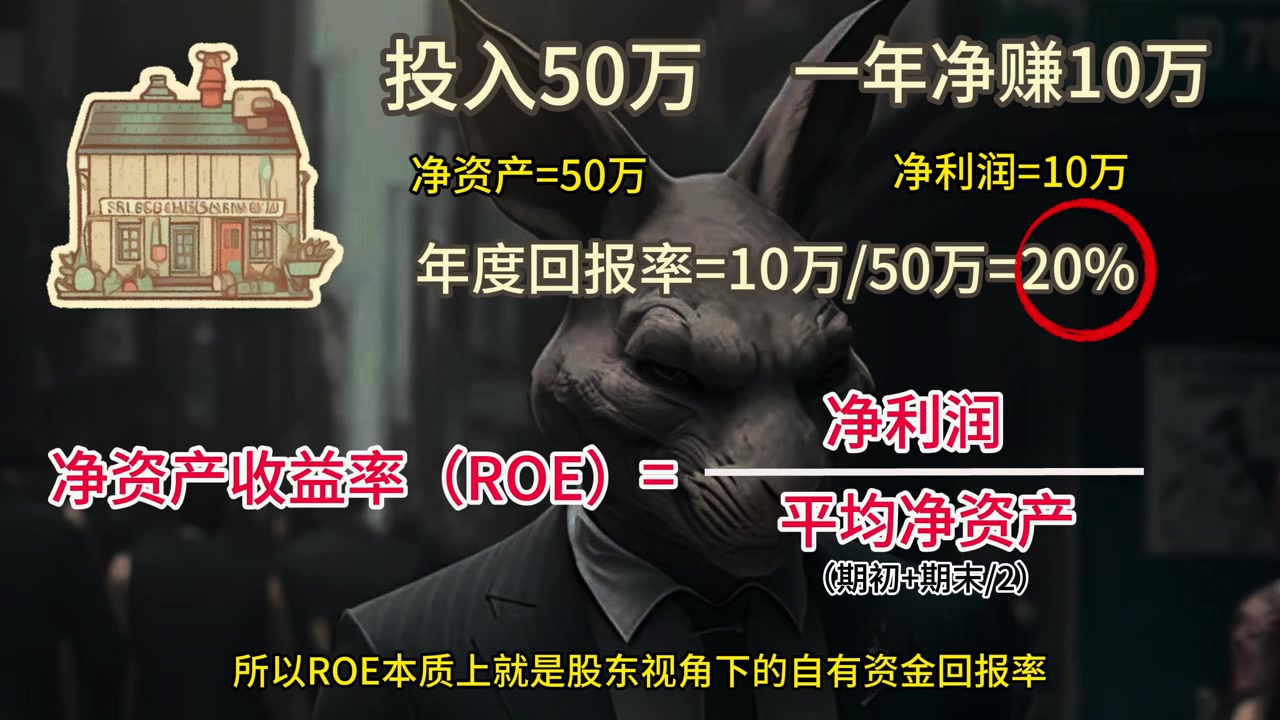 投入50万
一年净赚10万
净资产=50万
净利润=10万
年度回报率=10万/50万=20%
净利润
净资产收益率（ROE）=
平均净资产
（期初+期末/2）
所以ROE本质上就是股东视角下的自有资金回报率